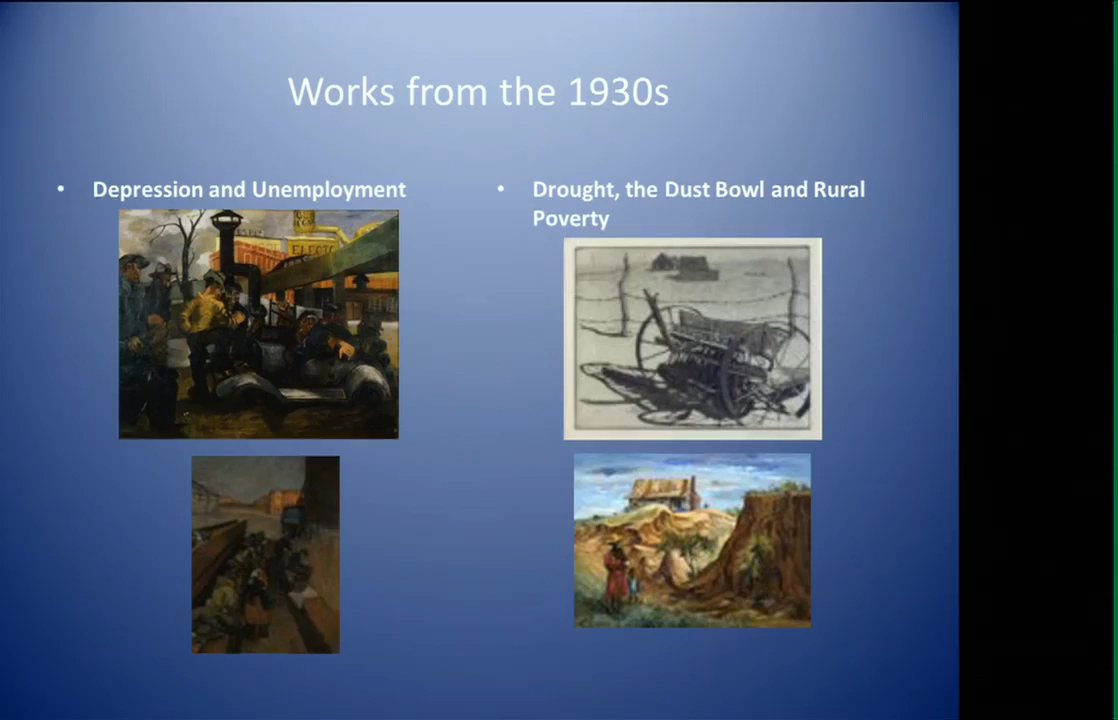 Works from the 1930s
• Depression and Unemployment
• Drought, the Dust Bowl and Rural
Poverty